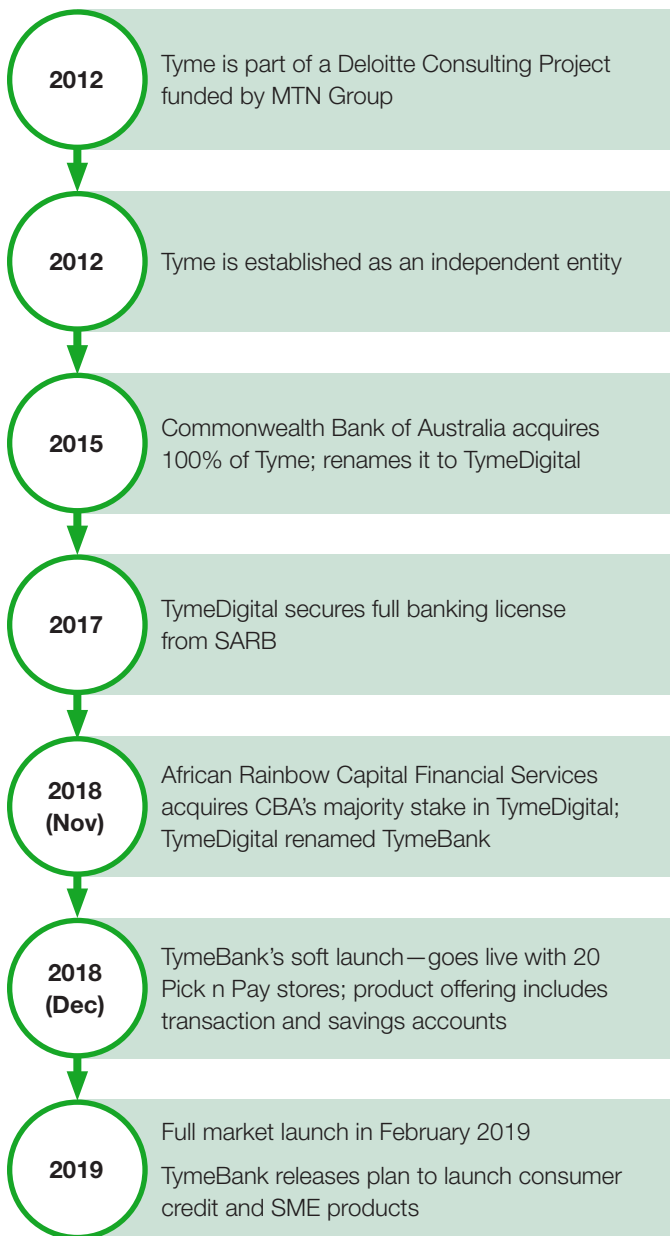 2012
Tyme is part of a Deloitte Consulting Project
funded by MTN Group
2012
Tyme is established as an independent entity
2015
Commonwealth Bank of Australia acquires
100% of Tyme; renames it to TymeDigital
2017
TymeDigital secures full banking license
from SARB
2018
(Nov)
African Rainbow Capital Financial Services
acquires CBA’s majority stake in TymeDigital;
TymeDigital renamed TymeBank
2018
(Dec)
TymeBank’s soft launch—goes live with 20
Pick n Pay stores; product offering includes
transaction and savings accounts
2019
Full market launch in February 2019
TymeBank releases plan to launch consumer
credit and SME products